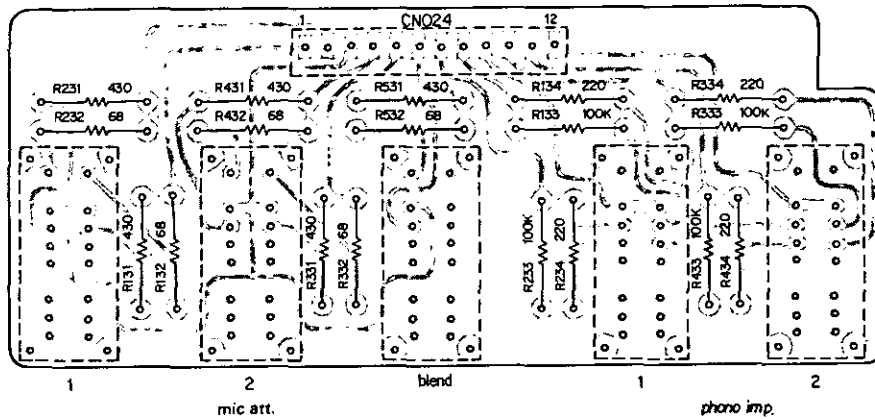 1 CNO24 12
R231 430 R431 430 R531 430 R134 220 R334 220
R232 68 R432 68 R532 68 R133 100K R333 100K
R131 430
R132 68
R331 430
R332 68
R233 100K
R234 220
R433 100K
R434 220
1 2 blend 1 2
mic att. phono imp.